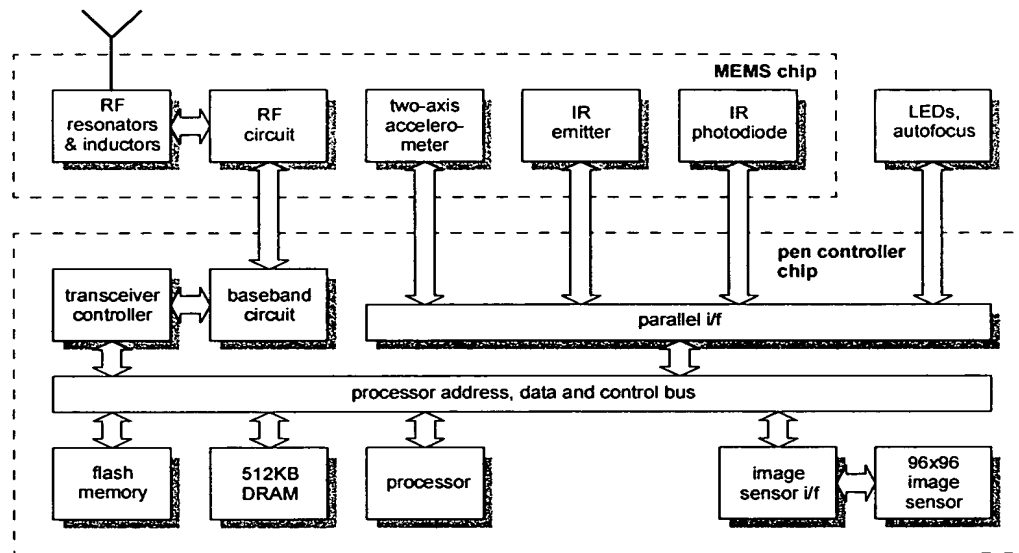 MEMS chip
RF
resonators
& inductors
RF
circuit
two-axis
accelero-
meter
IR
emitter
IR
photodiode
LEDs,
autofocus
pen controller
chip
transceiver
controller
baseband
circuit
parallel i/f
processor address, data and control bus
flash
memory
512KB
DRAM
processor
image
sensor i/f
96x96
image
sensor